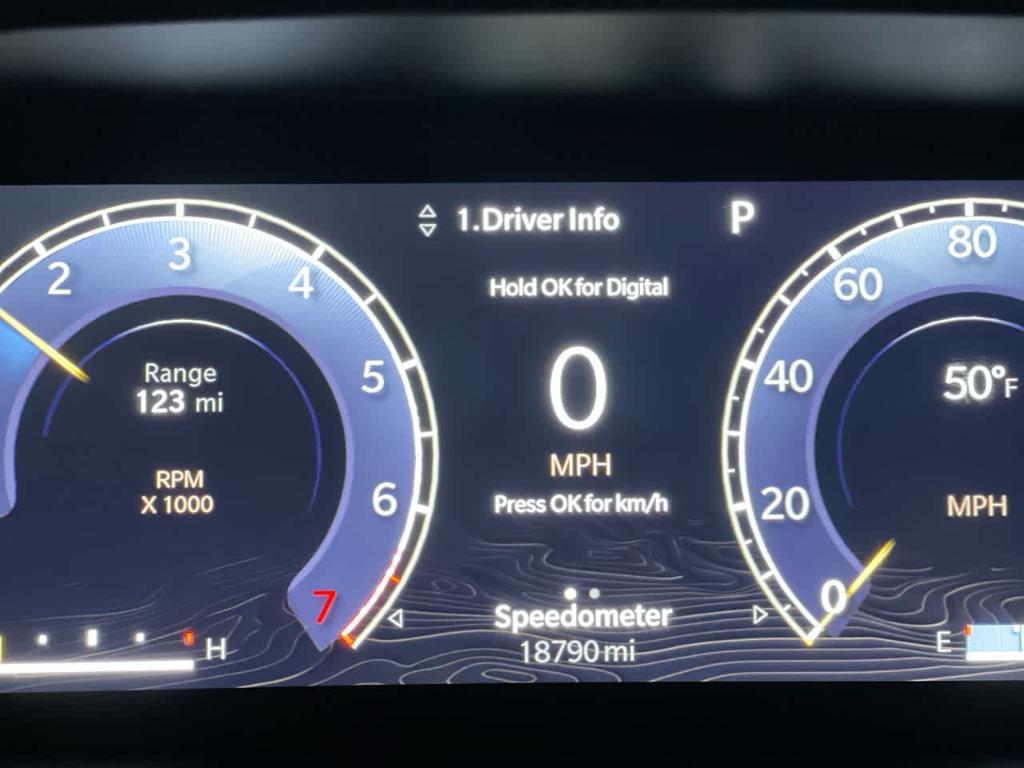 1.Driver Info
P
2
3
4
5
6
7
Range
123 mi
RPM
X 1000
H
Hold OK for Digital
0
MPH
Press OK for km/h
Speedometer
18790 mi
0
20
40
60
80
50°F
MPH
E